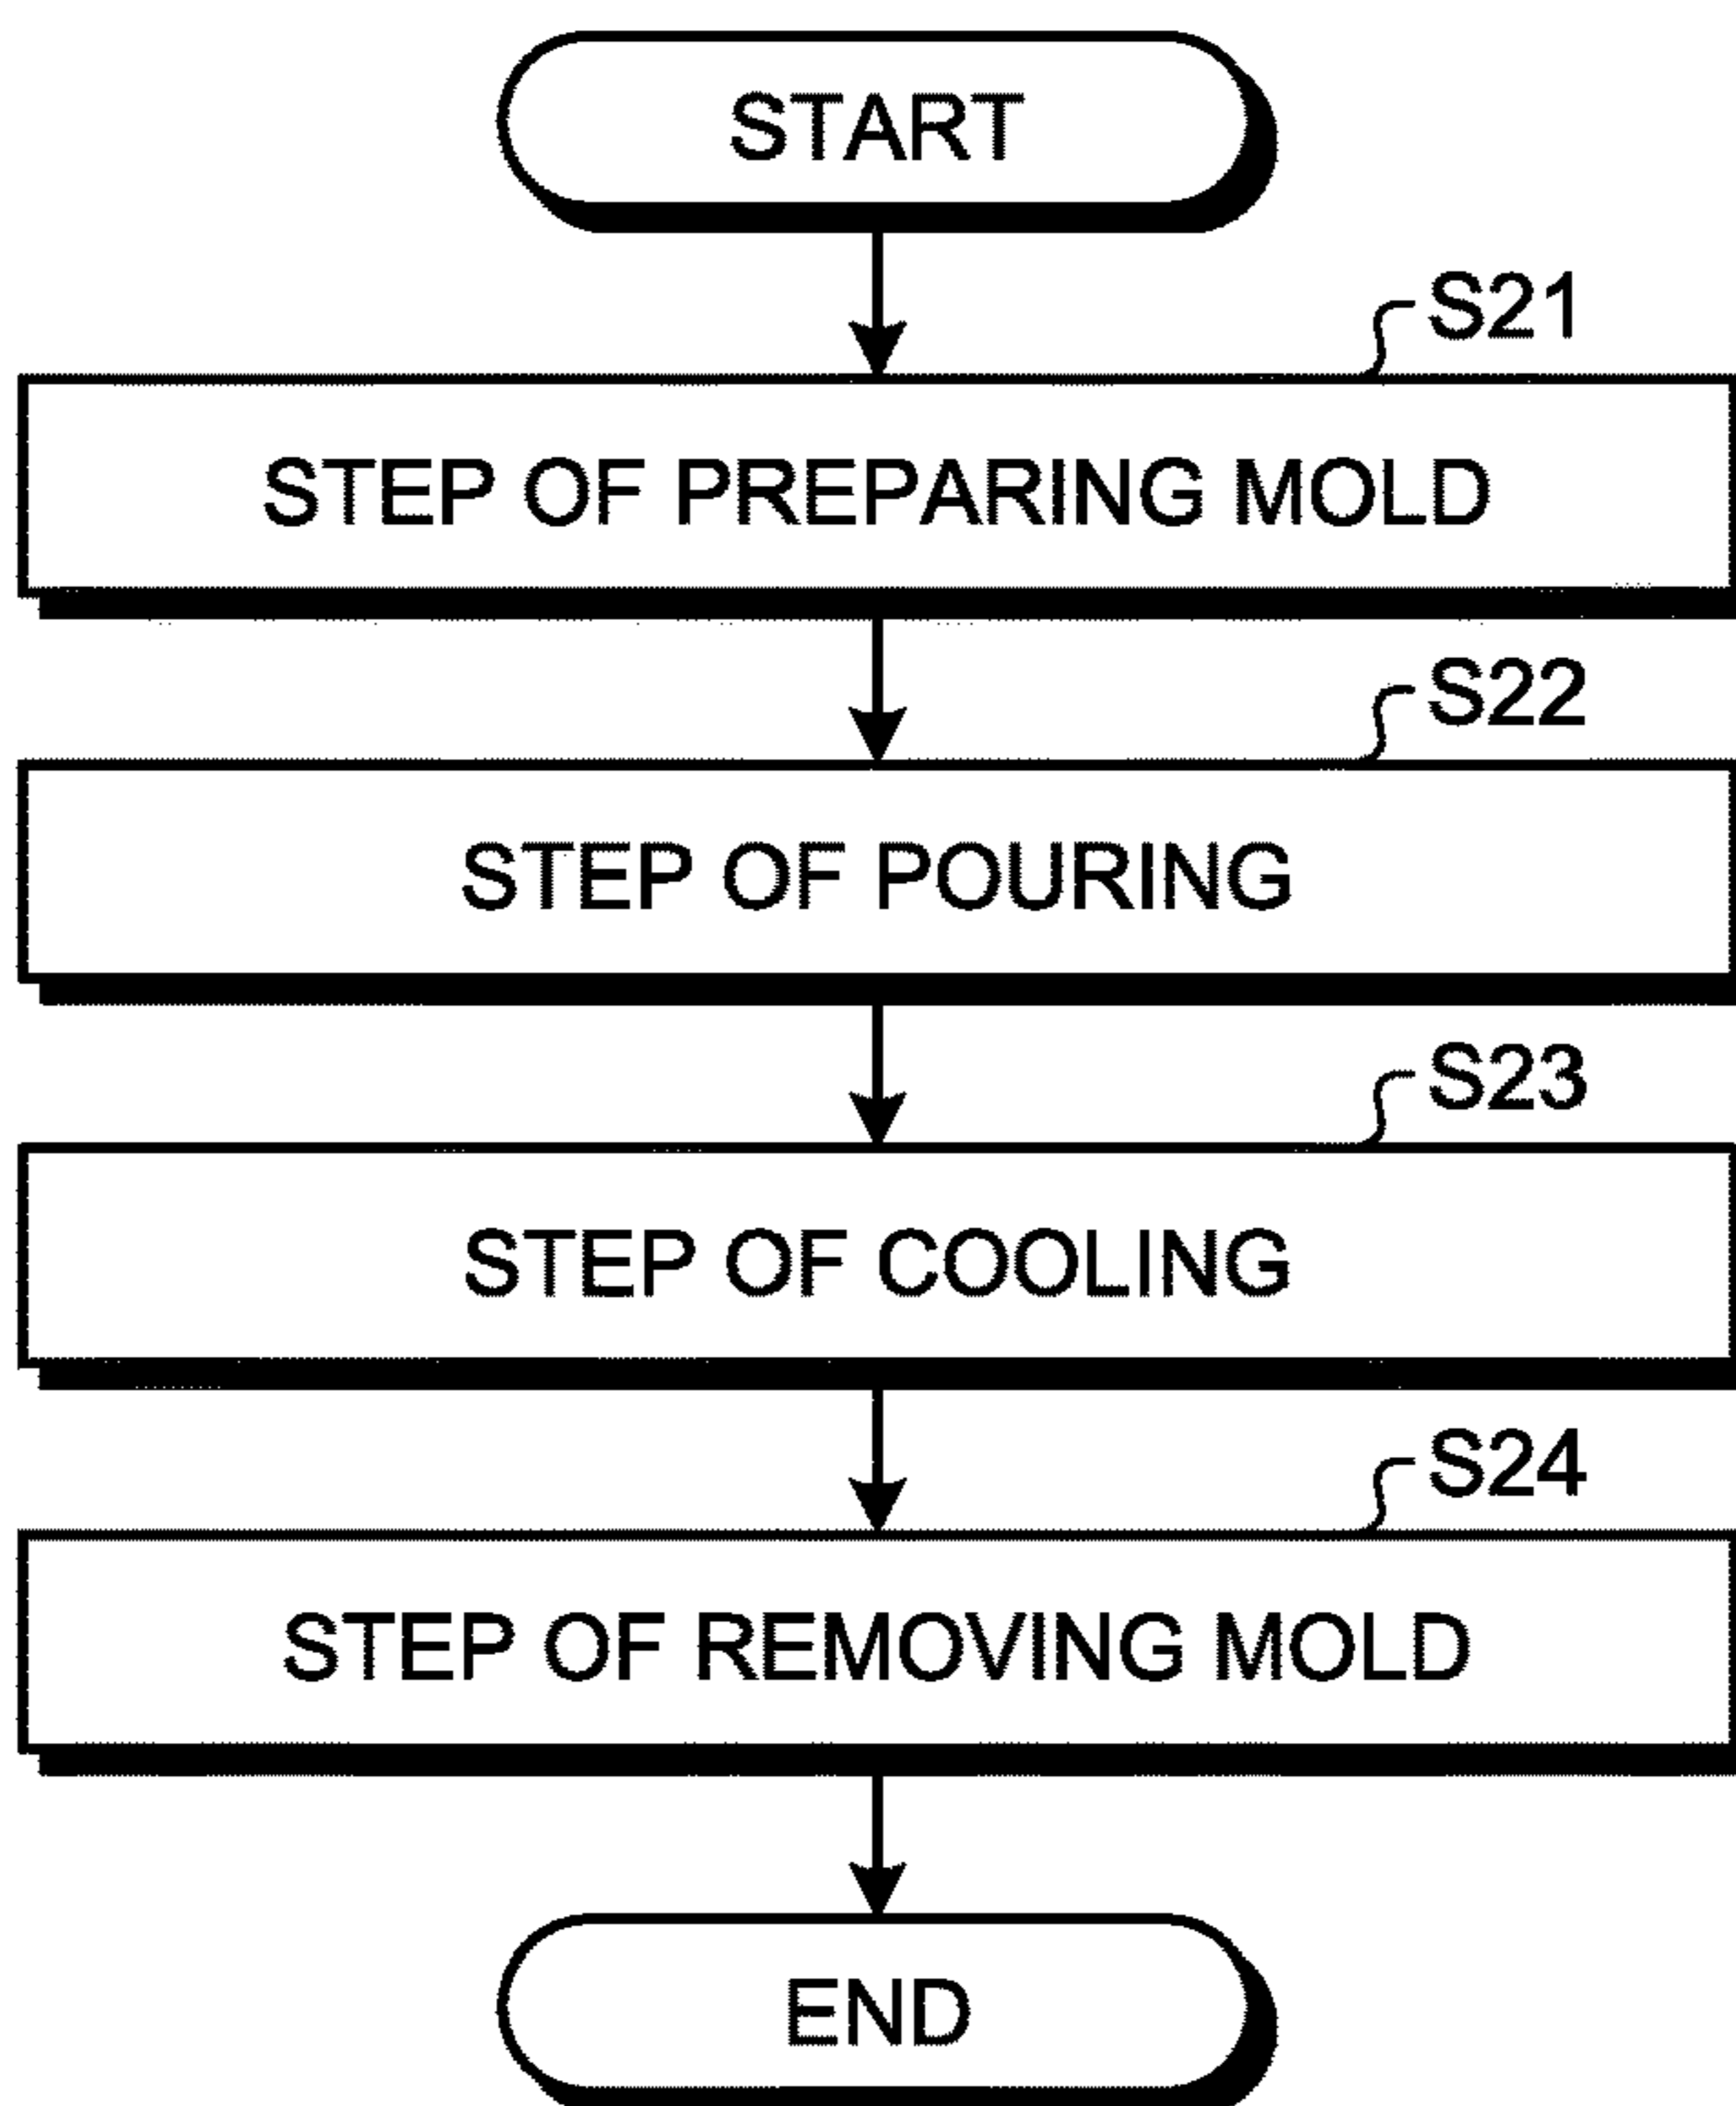 START
S21
STEP OF PREPARING MOLD
S22
STEP OF POURING
S23
STEP OF COOLING
S24
STEP OF REMOVING MOLD
END